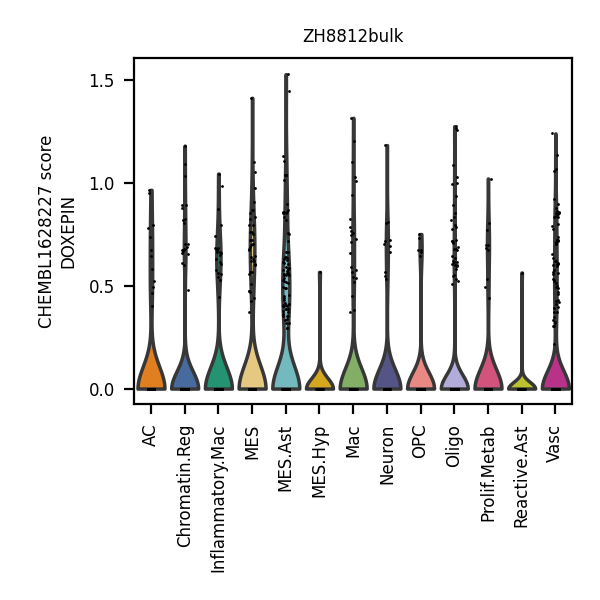 ZH8812bulk
CHEMBL1628227 score
DOXEPIN
1.5
1.0
0.5
0.0
AC
Chromatin.Reg
Inflammatory.Mac
MES
MES.Ast
MES.Hyp
Mac
Neuron
OPC
Oligo
Prolif.Metab
Reactive.Ast
Vasc